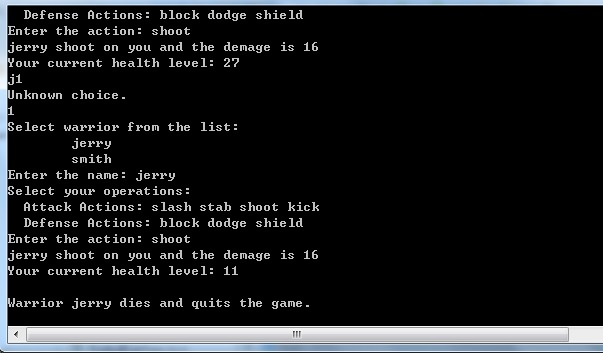 Defense Actions: block dodge shield
Enter the action: shoot
jerry shoot on you and the demage is 16
Your current health level: 27
j1
Unknown choice.
1
Select warrior from the list:
jerry
smith
Enter the name: jerry
Select your operations:
Attack Actions: slash stab shoot kick
Defense Actions: block dodge shield
Enter the action: shoot
jerry shoot on you and the demage is 16
Your current health level: 11
Warrior jerry dies and quits the game.